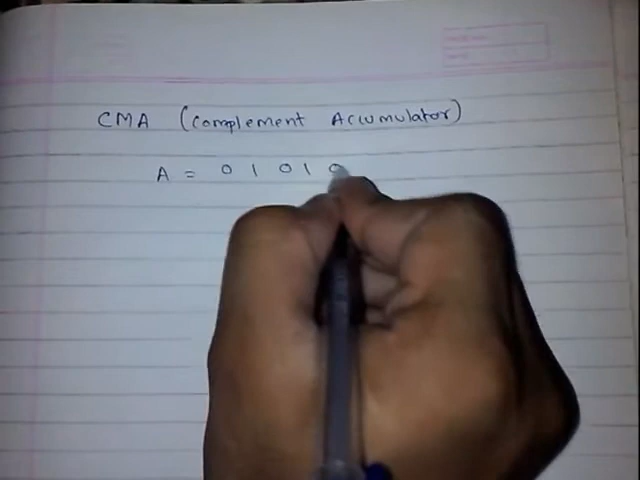 CMA (Complement Accumulator)
A = 0 1 0 1 0